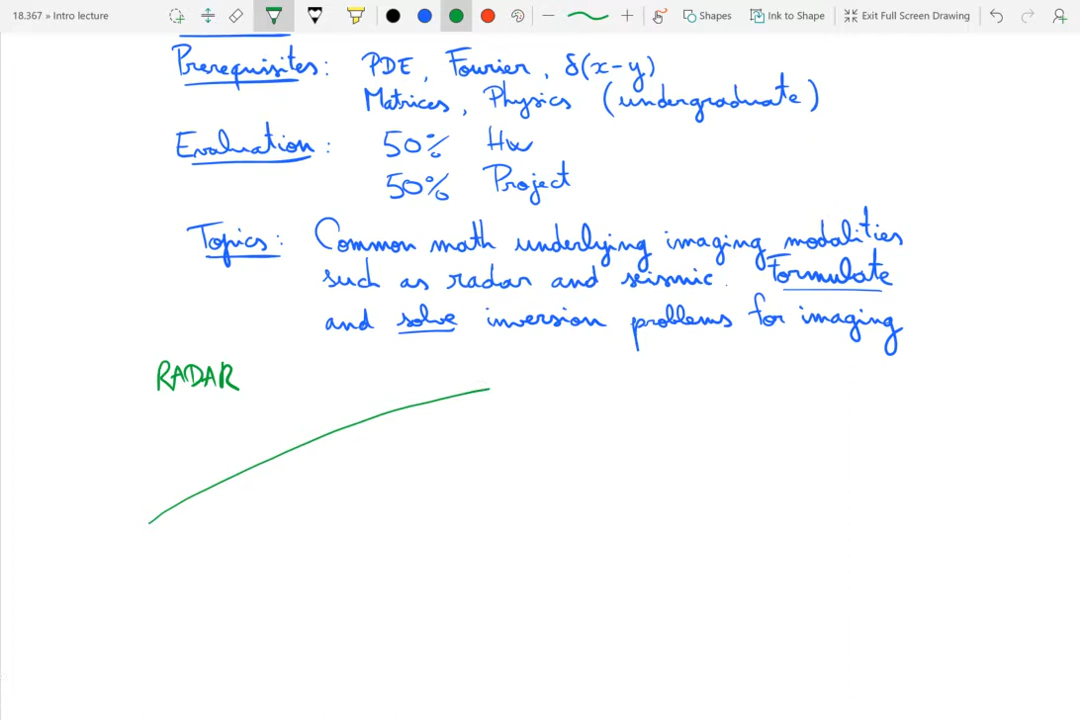 18.367 » Intro lecture
Shapes
Ink to Shape
Exit Full Screen Drawing
Prerequisites: PDE, Fourier, δ(x-y)
Matrices, Physics (undergraduate)
Evaluation: 50% Hw
50% Project
Topics: Common math underlying imaging modalities
such as radar and seismic. Formulate
and solve inversion problems for imaging
RADAR